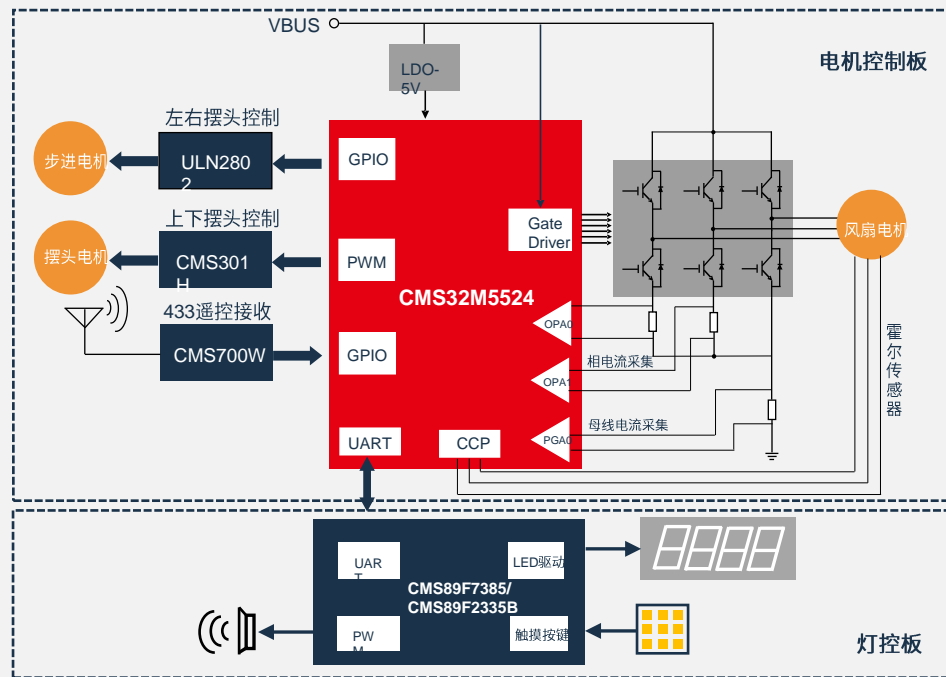 VBUS
电机控制板
LDO-
5V
左右摆头控制
步进电机
ULN280
2
GPIO
上下摆头控制
摆头电机
CMS301
H
PWM
Gate
Driver
风扇电机
CMS32M5524
433遥控接收
CMS700W
GPIO
OPA0
相电流采集
OPA1
霍尔传感器
母线电流采集
PGA0
UART
CCP
UAR
T
LED驱动
8888
CMS89F7385/
CMS89F2335B
PW
M
触摸按键
灯控板